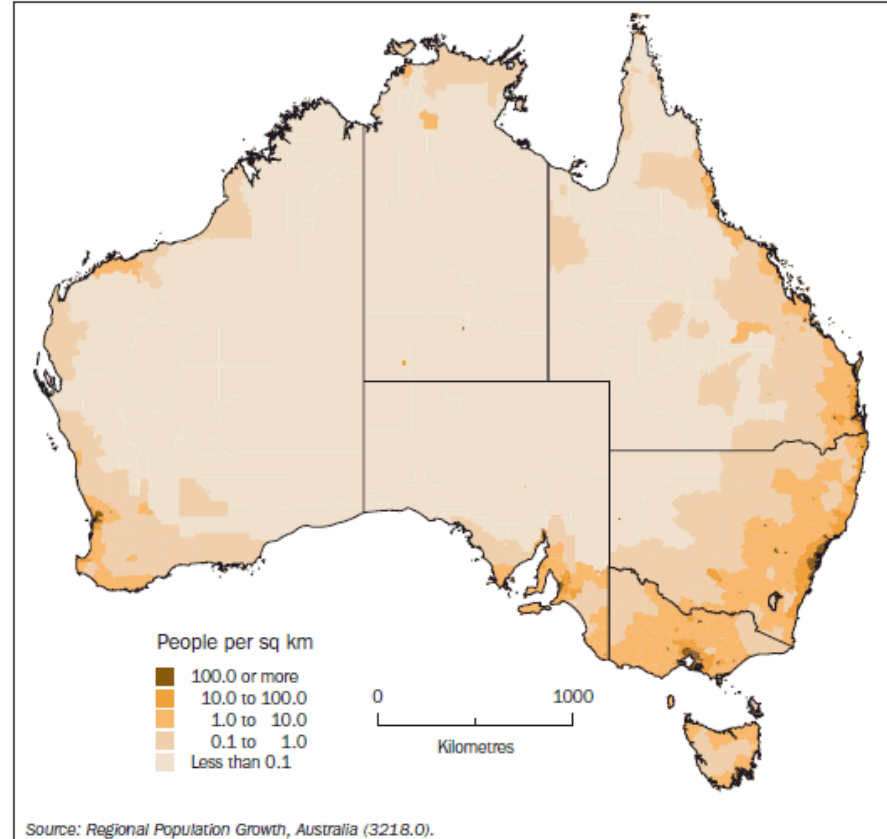 People per sq km
100.0 or more
10.0 to 100.0
1.0 to 10.0
0.1 to 1.0
Less than 0.1
0 1000
Kilometres
Source: Regional Population Growth, Australia (3218.0).